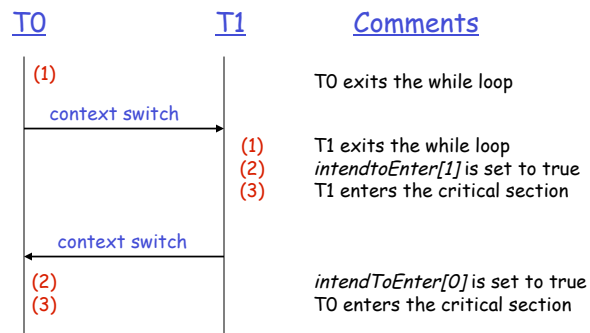 T0 T1 Comments
(1) T0 exits the while loop
context switch
(1) T1 exits the while loop
(2) intendtoEnter[1] is set to true
(3) T1 enters the critical section
context switch
(2) intendToEnter[0] is set to true
(3) T0 enters the critical section